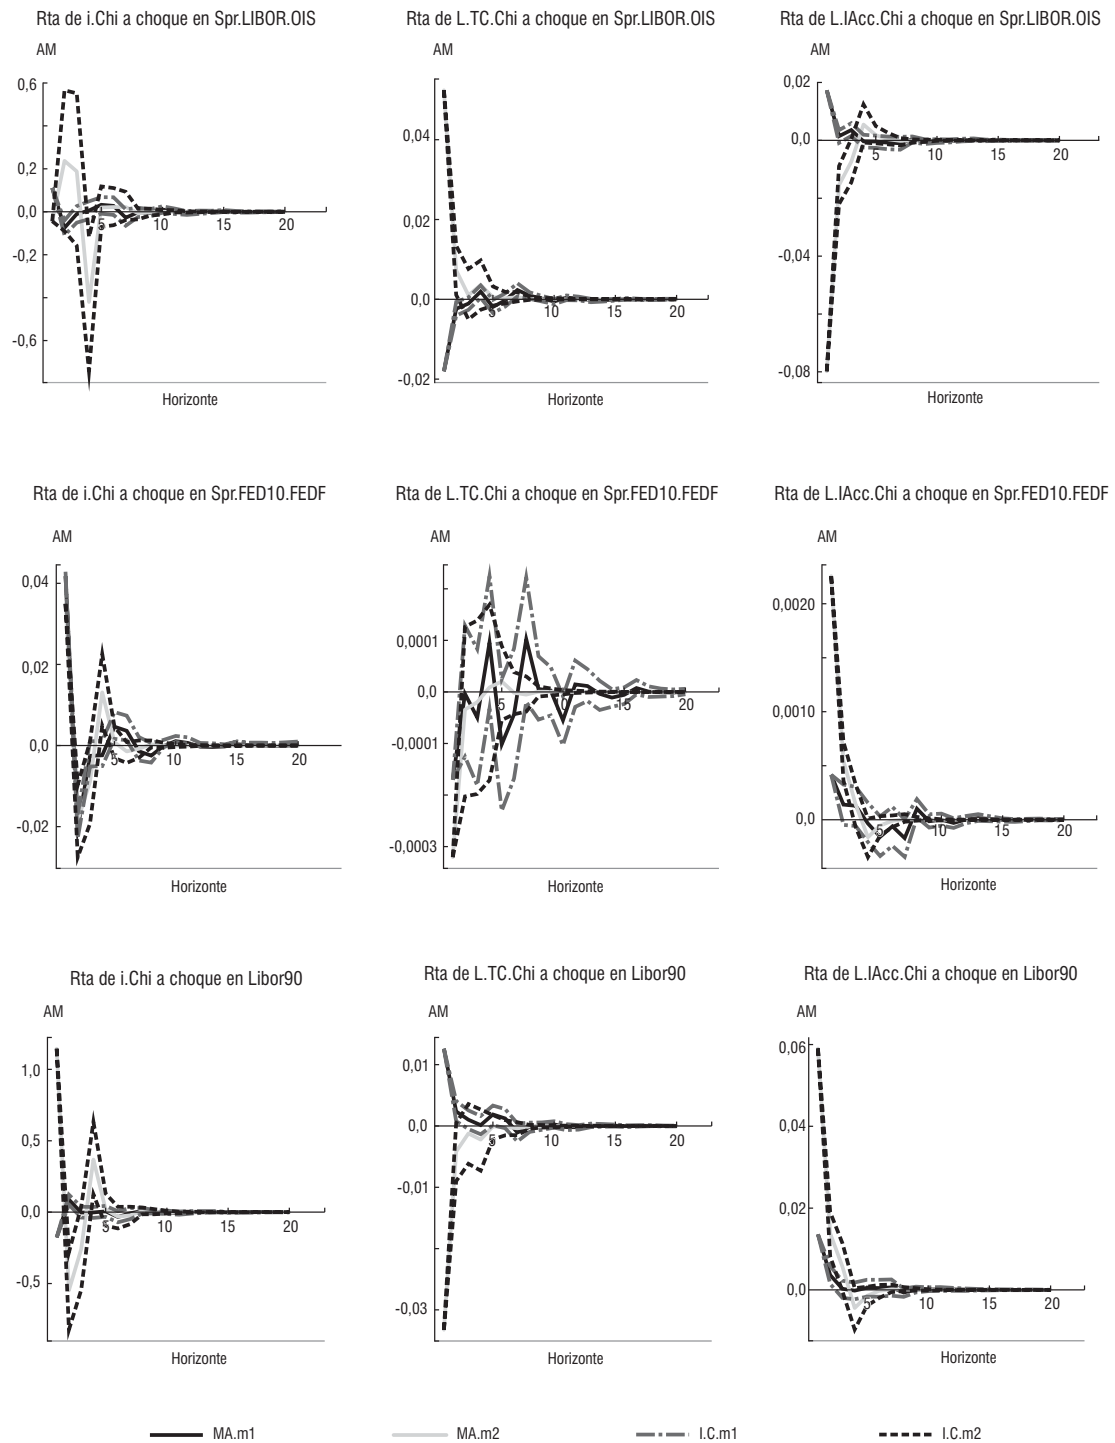 Rta de i.Chi a choque en Spr.LIBOR.OIS
AM
0,6
0,2
0,0
-0,2
-0,6
5
10
15
20
Horizonte
Rta de L.TC.Chi a choque en Spr.LIBOR.OIS
AM
0,04
0,02
0,0
-0,02
5
10
15
20
Horizonte
Rta de L.IAcc.Chi a choque en Spr.LIBOR.OIS
AM
0,02
0,0
-0,04
-0,08
5
10
15
20
Horizonte
Rta de i.Chi a choque en Spr.FED10.FEDF
AM
0,04
0,02
0,0
-0,02
5
10
15
20
Horizonte
Rta de L.TC.Chi a choque en Spr.FED10.FEDF
AM
0,0001
0,0
-0,0001
-0,0003
5
10
15
20
Horizonte
Rta de L.IAcc.Chi a choque en Spr.FED10.FEDF
AM
0,0020
0,0010
0,0
5
10
15
20
Horizonte
Rta de i.Chi a choque en Libor90
AM
1,0
0,5
0,0
-0,5
5
10
15
20
Horizonte
Rta de L.TC.Chi a choque en Libor90
AM
0,01
0,0
-0,01
-0,03
5
10
15
20
Horizonte
Rta de L.IAcc.Chi a choque en Libor90
AM
0,06
0,04
0,02
0,0
5
10
15
20
Horizonte
MA.m1
MA.m2
I.C.m1
I.C.m2